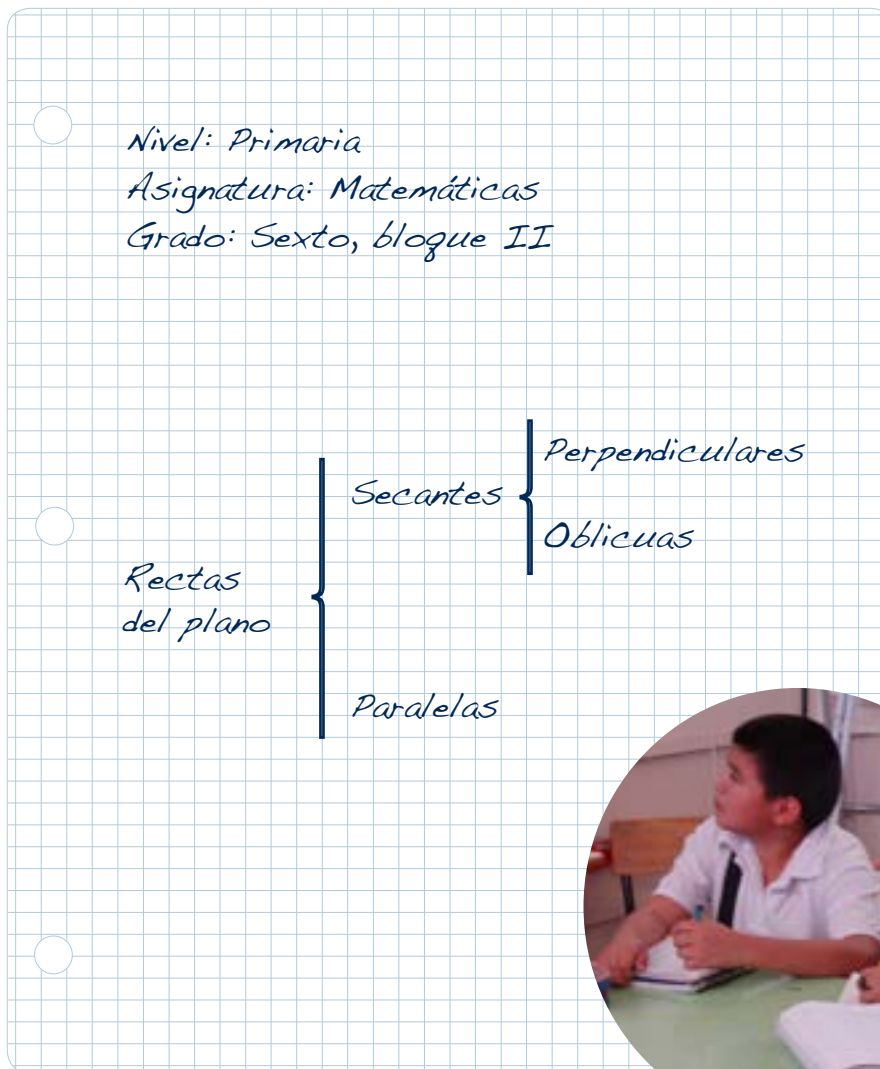 Nivel: Primaria
Asignatura: Matemáticas
Grado: Sexto, bloque II
Rectas
del plano
Secantes
Perpendiculares
Oblicuas
Paralelas